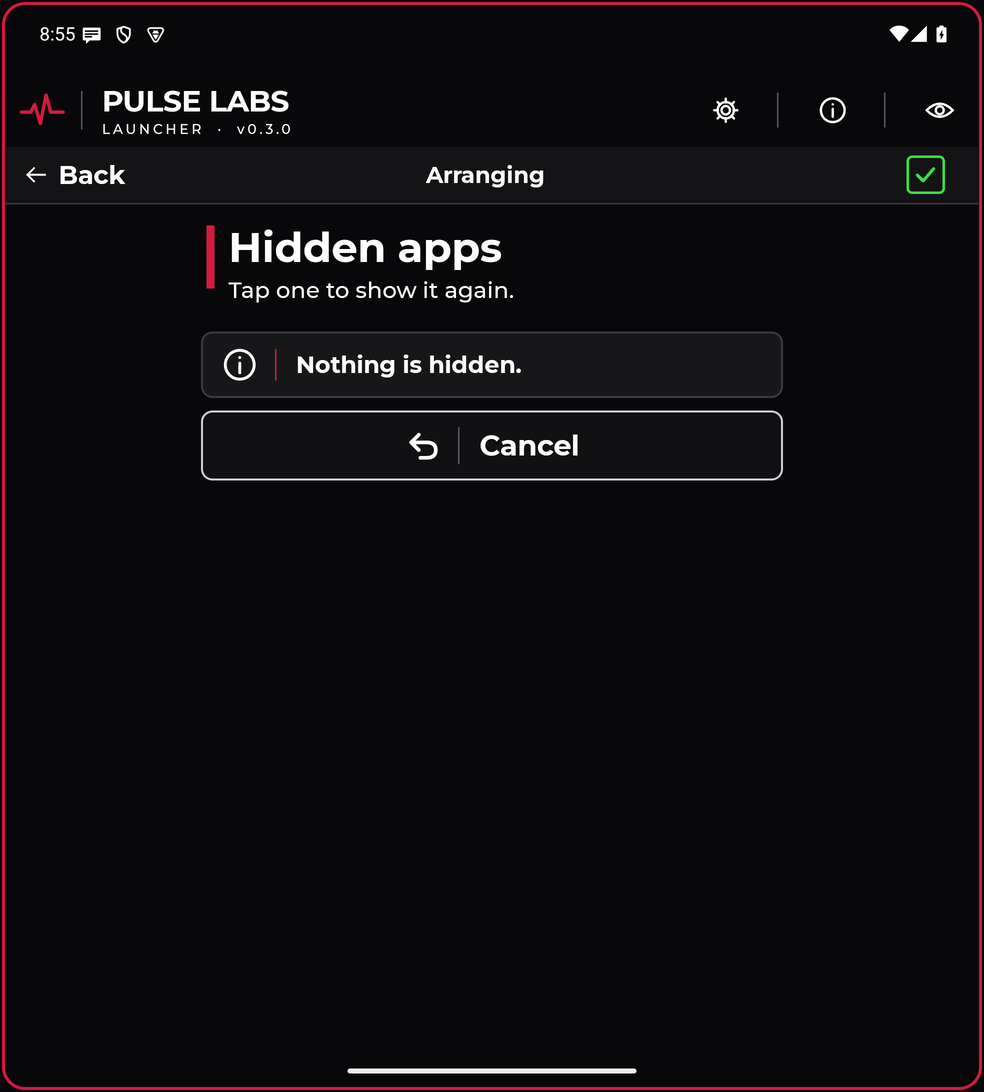 8:55
PULSE LABS
LAUNCHER · v0.3.0
Back
Arranging
Hidden apps
Tap one to show it again.
Nothing is hidden.
Cancel